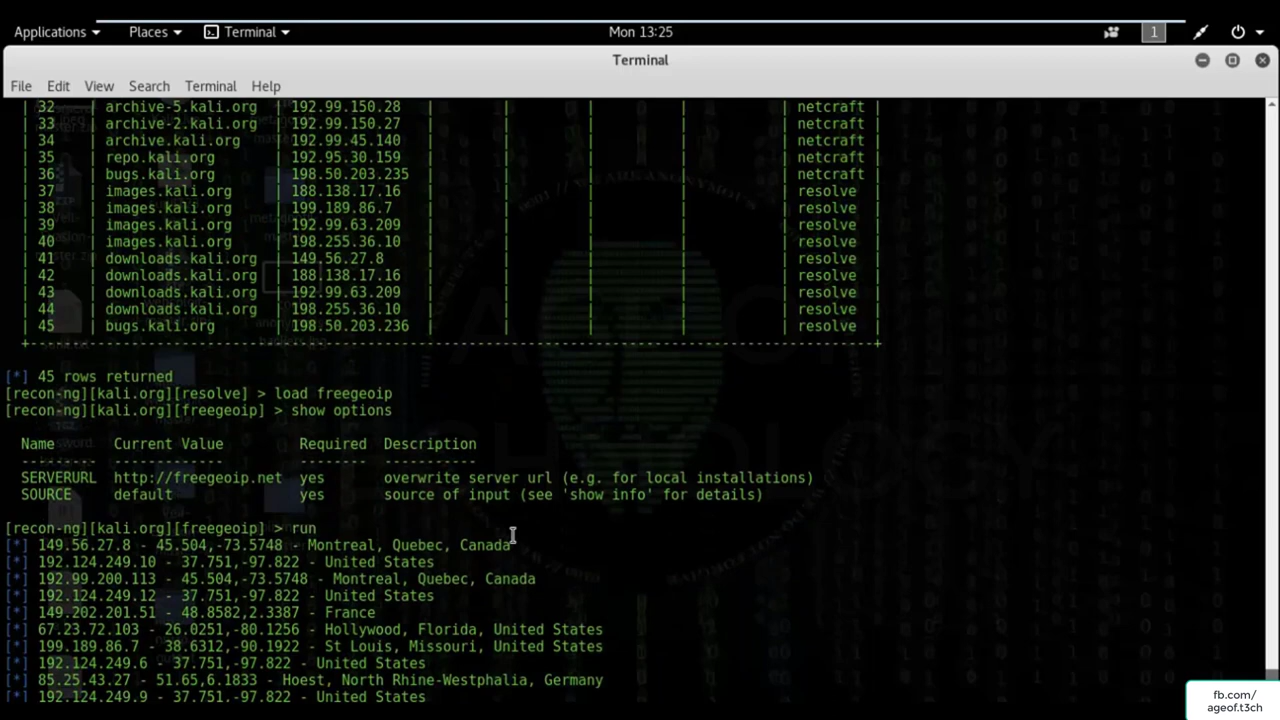 Applications Places Terminal Mon 13:25 1
Terminal
File Edit View Search Terminal Help
| 32 | archive-5.kali.org | 192.99.150.28 | | | | | netcraft |
| 33 | archive-2.kali.org | 192.99.150.27 | | | | | netcraft |
| 34 | archive.kali.org | 192.99.45.140 | | | | | netcraft |
| 35 | repo.kali.org | 192.95.30.159 | | | | | netcraft |
| 36 | bugs.kali.org | 198.50.203.235 | | | | | netcraft |
| 37 | images.kali.org | 188.138.17.16 | | | | | resolve |
| 38 | images.kali.org | 199.189.86.7 | | | | | resolve |
| 39 | images.kali.org | 192.99.63.209 | | | | | resolve |
| 40 | images.kali.org | 198.255.36.10 | | | | | resolve |
| 41 | downloads.kali.org | 149.56.27.8 | | | | | resolve |
| 42 | downloads.kali.org | 188.138.17.16 | | | | | resolve |
| 43 | downloads.kali.org | 192.99.63.209 | | | | | resolve |
| 44 | downloads.kali.org | 198.255.36.10 | | | | | resolve |
| 45 | bugs.kali.org | 198.50.203.236 | | | | | resolve |
[*] 45 rows returned
[recon-ng][kali.org][resolve] > load freegeoip
[recon-ng][kali.org][freegeoip] > show options
Name Current Value Required Description
SERVERURL http://freegeoip.net yes overwrite server url (e.g. for local installations)
SOURCE default yes source of input (see 'show info' for details)
[recon-ng][kali.org][freegeoip] > run
[*] 149.56.27.8 - 45.504,-73.5748 - Montreal, Quebec, Canada
[*] 192.124.249.10 - 37.751,-97.822 - United States
[*] 192.99.200.113 - 45.504,-73.5748 - Montreal, Quebec, Canada
[*] 192.124.249.12 - 37.751,-97.822 - United States
[*] 149.202.201.51 - 48.8582,2.3387 - France
[*] 67.23.72.103 - 26.0251,-80.1256 - Hollywood, Florida, United States
[*] 199.189.86.7 - 38.6312,-90.1922 - St Louis, Missouri, United States
[*] 192.124.249.6 - 37.751,-97.822 - United States
[*] 85.25.43.27 - 51.65,6.1833 - Hoest, North Rhine-Westphalia, Germany
[*] 192.124.249.9 - 37.751,-97.822 - United States
fb.com/
ageof.t3ch